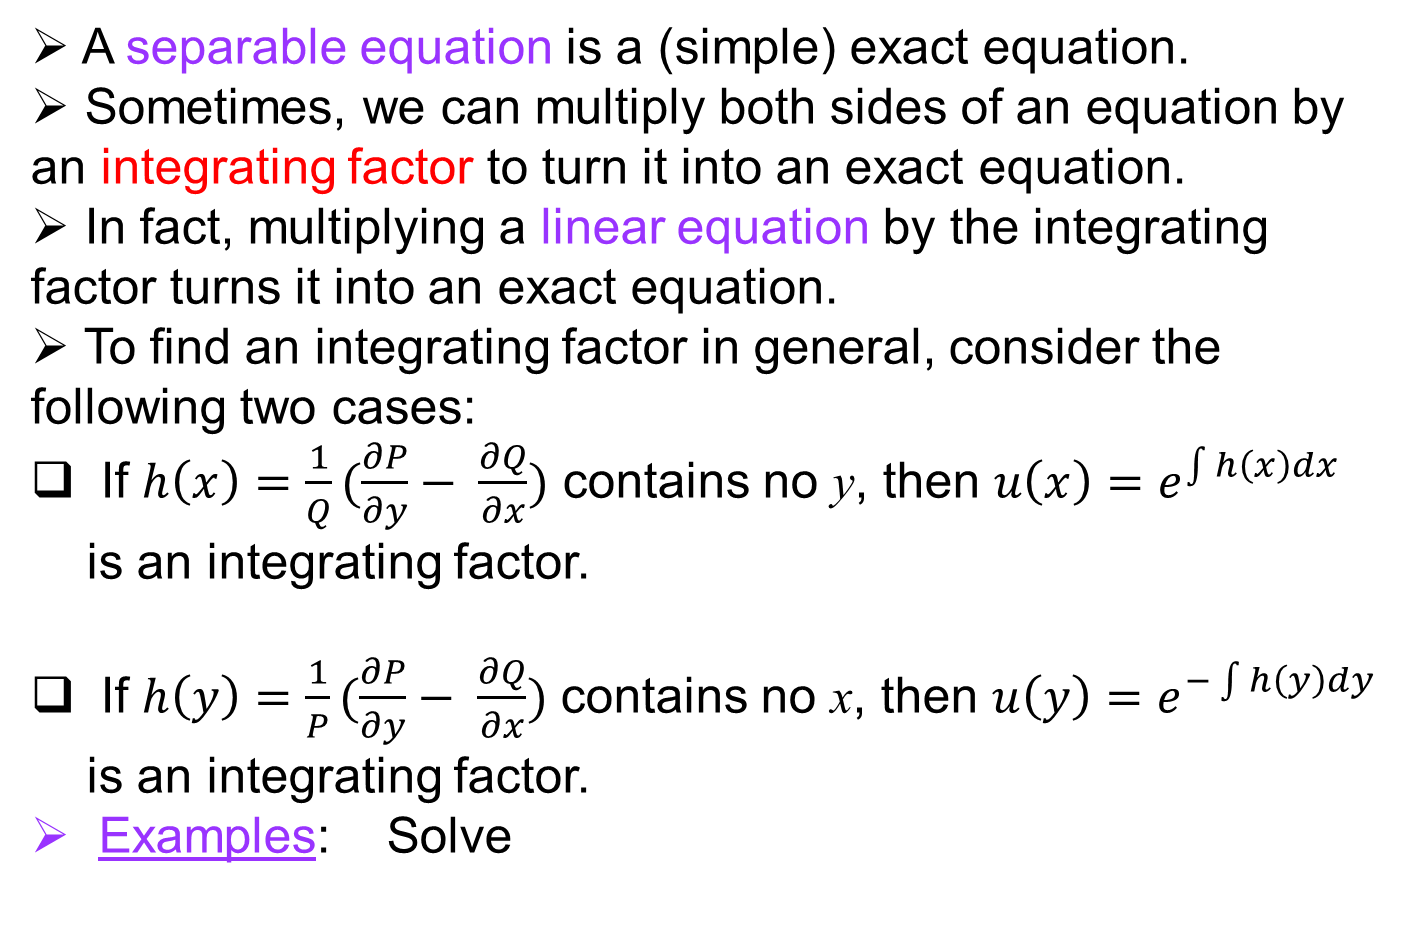 ➢ A separable equation is a (simple) exact equation.
➢ Sometimes, we can multiply both sides of an equation by
an integrating factor to turn it into an exact equation.
➢ In fact, multiplying a linear equation by the integrating
factor turns it into an exact equation.
➢ To find an integrating factor in general, consider the
following two cases:
❑ If h(x) = 1/Q (∂P/∂y − ∂Q/∂x) contains no y, then u(x) = e^{∫ h(x)dx}
is an integrating factor.
❑ If h(y) = 1/P (∂P/∂y − ∂Q/∂x) contains no x, then u(y) = e^{− ∫ h(y)dy}
is an integrating factor.
➢ Examples: Solve